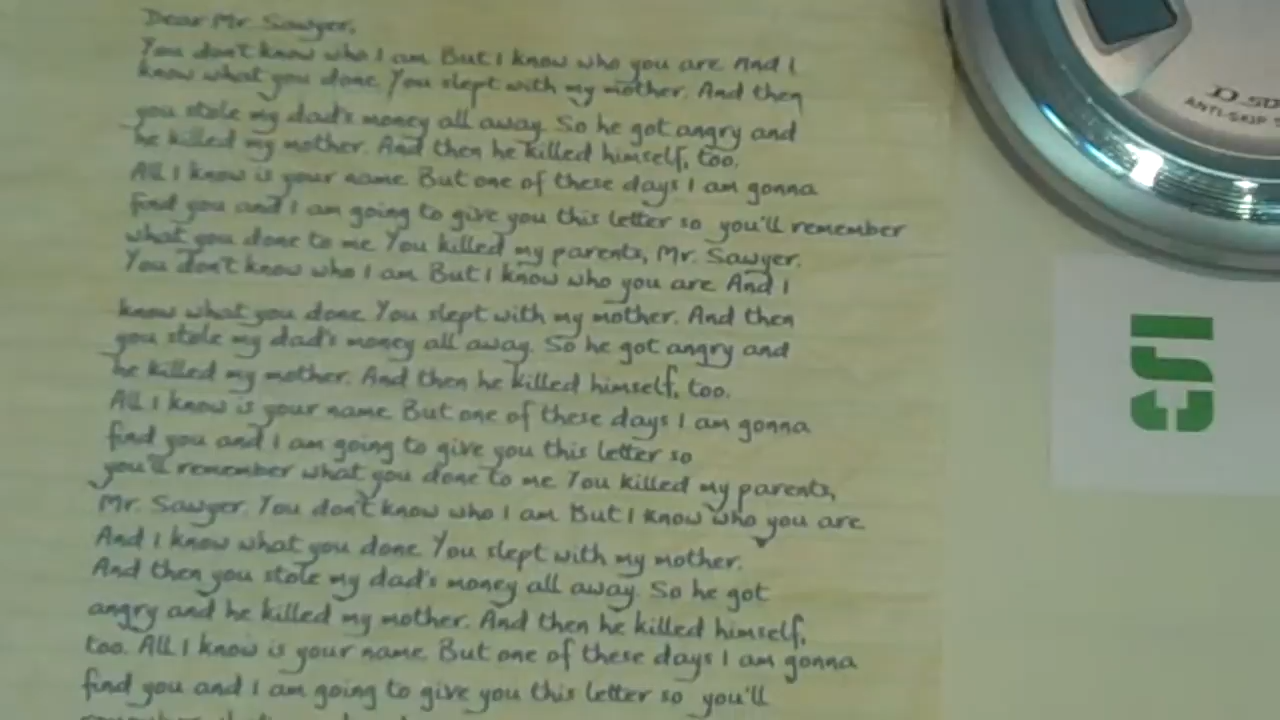 Dear Mr. Sawyer,
You don't know who I am But I know who you are And I
know what you done You slept with my mother. And then
you stole my dad's money all away. So he got angry and
he killed my mother. And then he killed himself, too.
All I know is your name But one of these days I am gonna
find you and I am going to give you this letter so you'll remember
what you done to me You killed my parents, Mr. Sawyer.
You don't know who I am But I know who you are And I
know what you done You slept with my mother. And then
you stole my dad's money all away. So he got angry and
he killed my mother. And then he killed himself, too.
All I know is your name But one of these days I am gonna
find you and I am going to give you this letter so
you'll remember what you done to me You killed my parents,
Mr. Sawyer You don't know who I am But I know who you are
And I know what you done You slept with my mother.
And then you stole my dad's money all away. So he got
angry and he killed my mother. And then he killed himself,
too. All I know is your name But one of these days I am gonna
find you and I am going to give you this letter so you'll
ANTI-SKIP